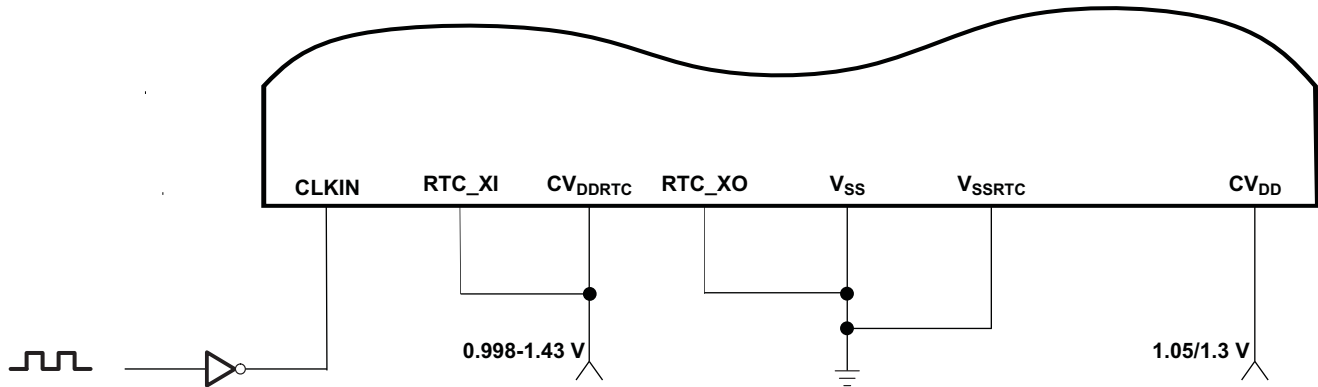 CLKIN
RTC_XI
CVDDRTC
RTC_XO
VSS
VSSRTC
CVDD
0.998-1.43 V
1.05/1.3 V